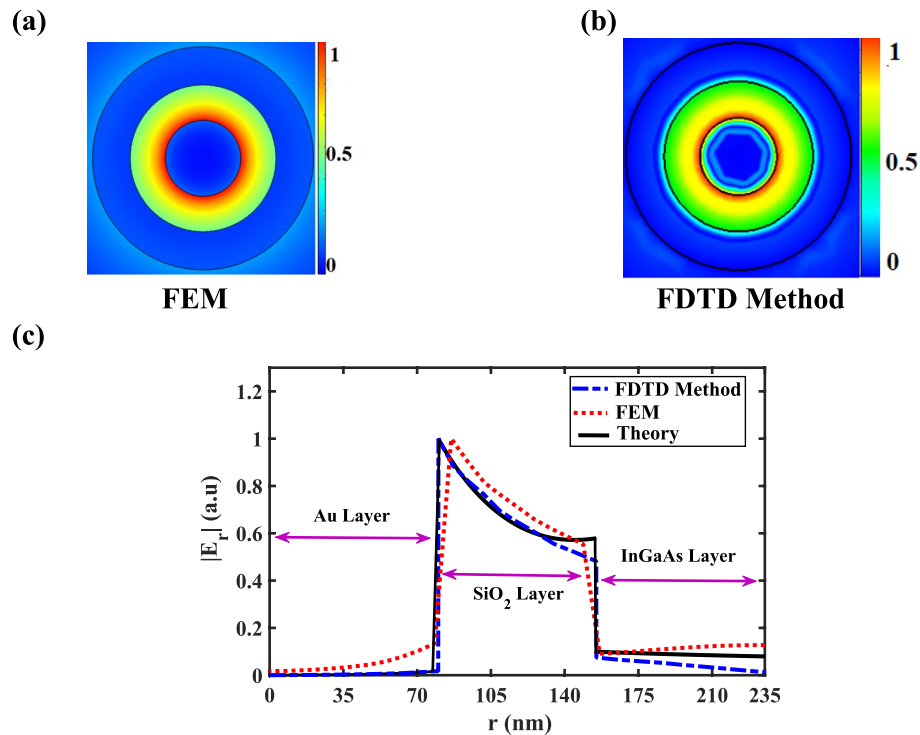 (a)
(b)
1
0.5
0
1
0.5
0
FEM
FDTD Method
(c)
1.2
1
0.8
0.6
0.4
0.2
0
|E_r| (a.u)
FDTD Method
FEM
Theory
Au Layer
SiO₂ Layer
InGaAs Layer
0 35 70 105 140 175 210 235
r (nm)